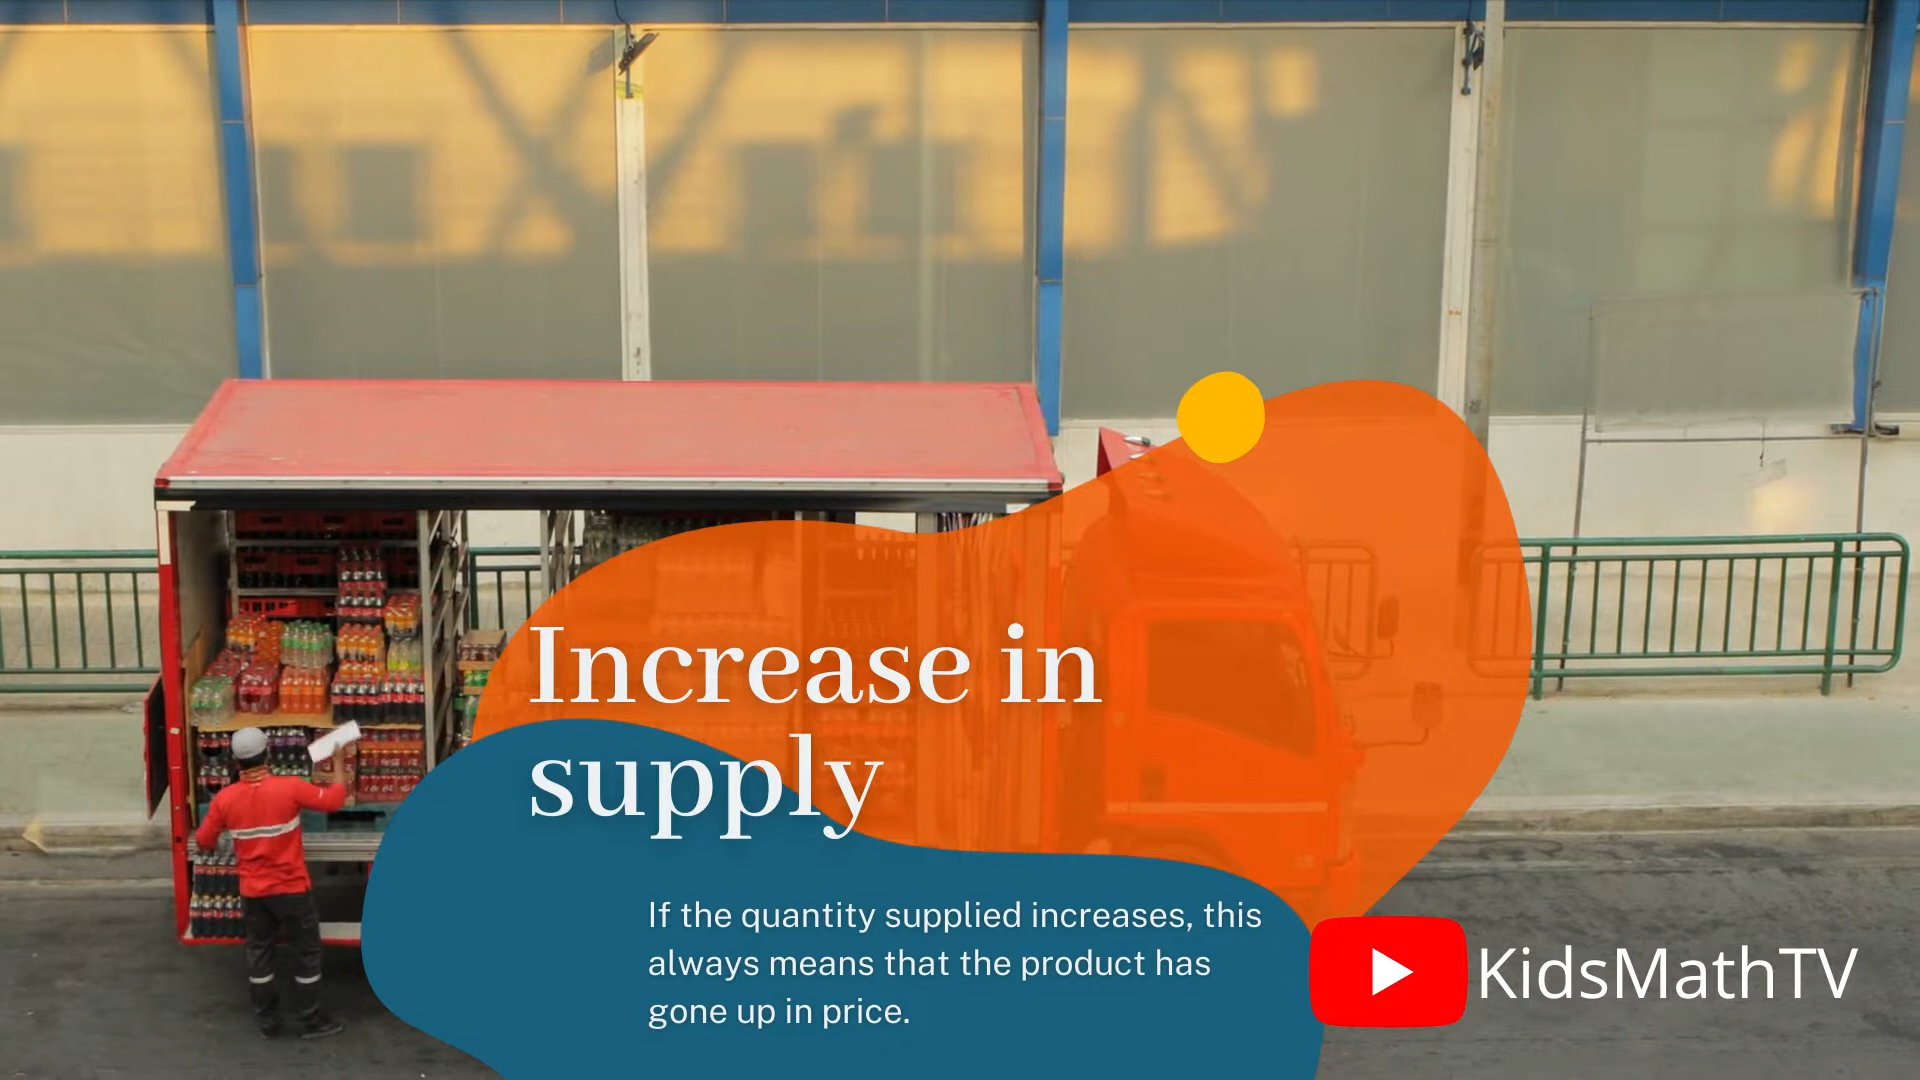 Increase in
supply
If the quantity supplied increases, this
always means that the product has
gone up in price.
KidsMathTV